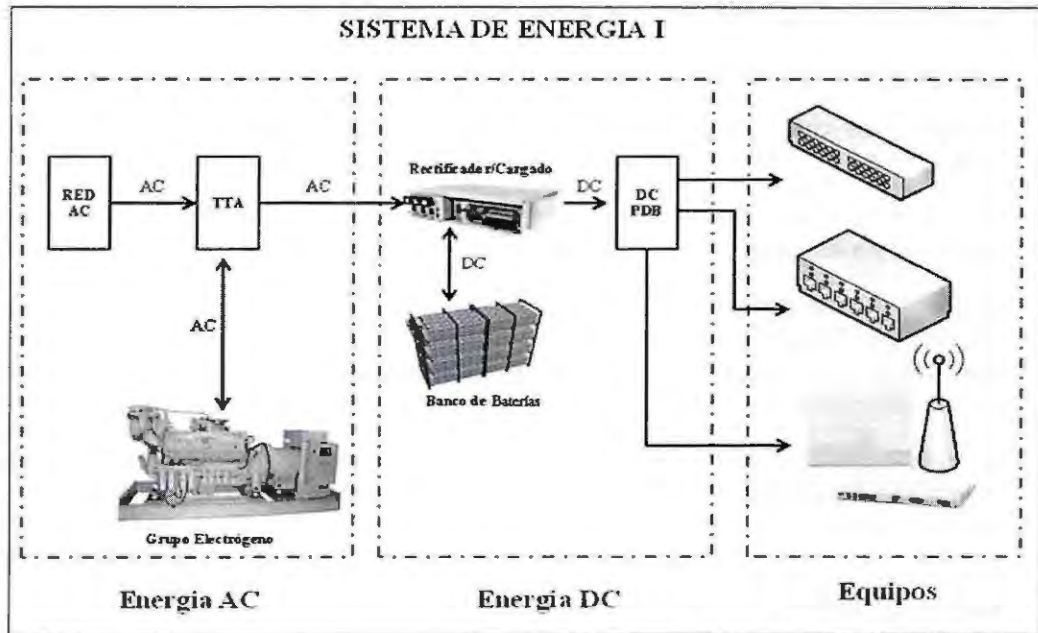 SISTEMA DE ENERGIA I
RED
AC
AC
TTA
AC
AC
Grupo Electrógeno
Energia AC
Rectificador/Cargado
DC
DC
PDB
DC
Banco de Baterías
Energia DC
Equipos